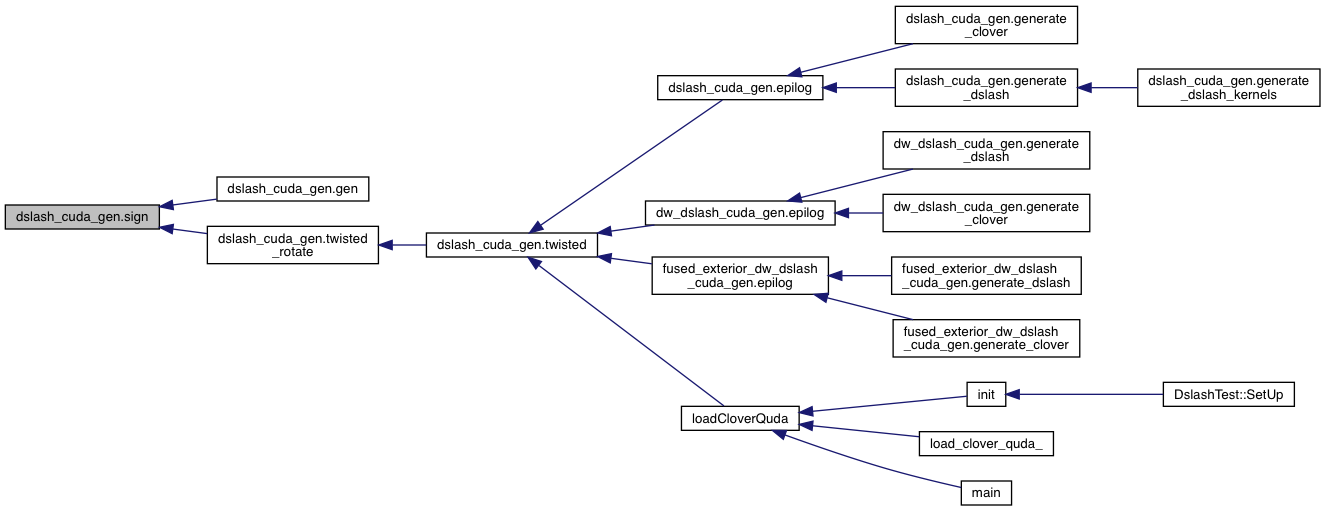 dslash_cuda_gen.sign
dslash_cuda_gen.gen
dslash_cuda_gen.twisted
_rotate
dslash_cuda_gen.twisted
dslash_cuda_gen.epilog
dslash_cuda_gen.generate
_clover
dslash_cuda_gen.generate
_dslash
dslash_cuda_gen.generate
_dslash_kernels
dw_dslash_cuda_gen.epilog
dw_dslash_cuda_gen.generate
_dslash
dw_dslash_cuda_gen.generate
_clover
fused_exterior_dw_dslash
_cuda_gen.epilog
fused_exterior_dw_dslash
_cuda_gen.generate_dslash
fused_exterior_dw_dslash
_cuda_gen.generate_clover
loadCloverQuda
init
DslashTest::SetUp
load_clover_quda_
main